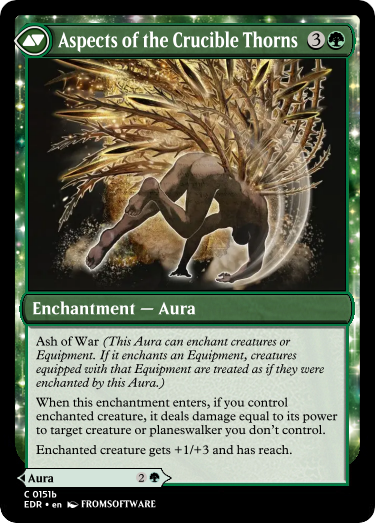 Aspects of the Crucible Thorns 3
Enchantment — Aura
Ash of War (This Aura can enchant creatures or
Equipment. If it enchants an Equipment, creatures
equipped with that Equipment are treated as if they were
enchanted by this Aura.)
When this enchantment enters, if you control
enchanted creature, it deals damage equal to its power
to target creature or planeswalker you don't control.
Enchanted creature gets +1/+3 and has reach.
Aura 2
C 0151b
EDR • en FROMSOFTWARE